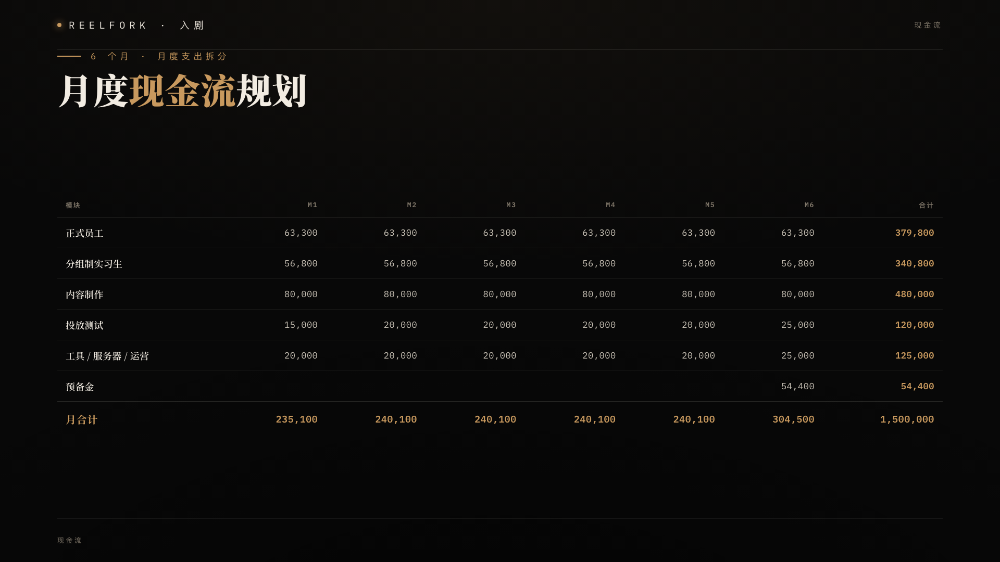 REELFORK · 入剧
现金流
6 个月 · 月度支出拆分
月度现金流规划
模块 M1 M2 M3 M4 M5 M6 合计
正式员工 63,300 63,300 63,300 63,300 63,300 63,300 379,800
分组制实习生 56,800 56,800 56,800 56,800 56,800 56,800 340,800
内容制作 80,000 80,000 80,000 80,000 80,000 80,000 480,000
投放测试 15,000 20,000 20,000 20,000 20,000 25,000 120,000
工具 / 服务器 / 运营 20,000 20,000 20,000 20,000 20,000 25,000 125,000
预备金 54,400 54,400
月合计 235,100 240,100 240,100 240,100 240,100 304,500 1,500,000
现金流